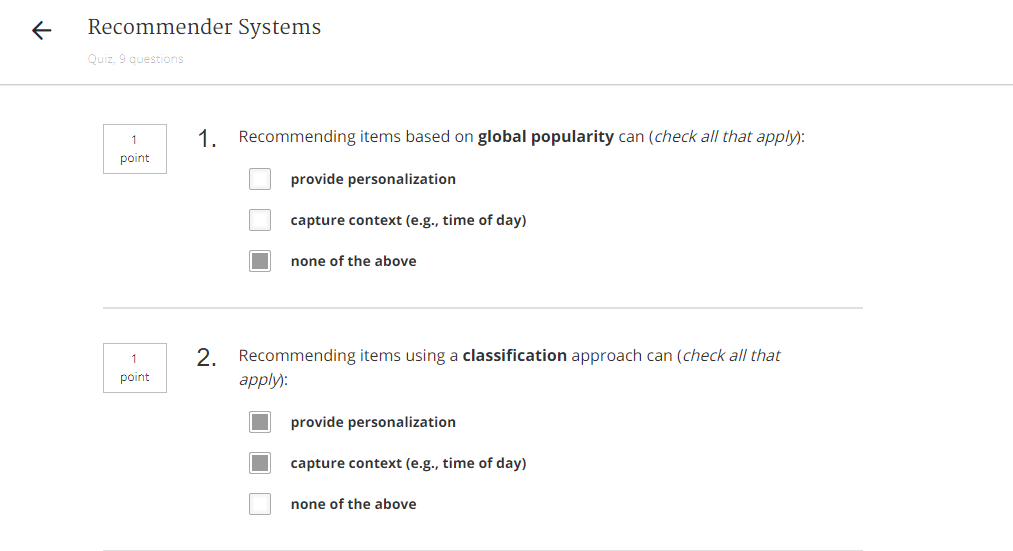 Recommender Systems
Quiz, 9 questions
1
point
1. Recommending items based on global popularity can (check all that apply):
provide personalization
capture context (e.g., time of day)
none of the above
1
point
2. Recommending items using a classification approach can (check all that
apply):
provide personalization
capture context (e.g., time of day)
none of the above